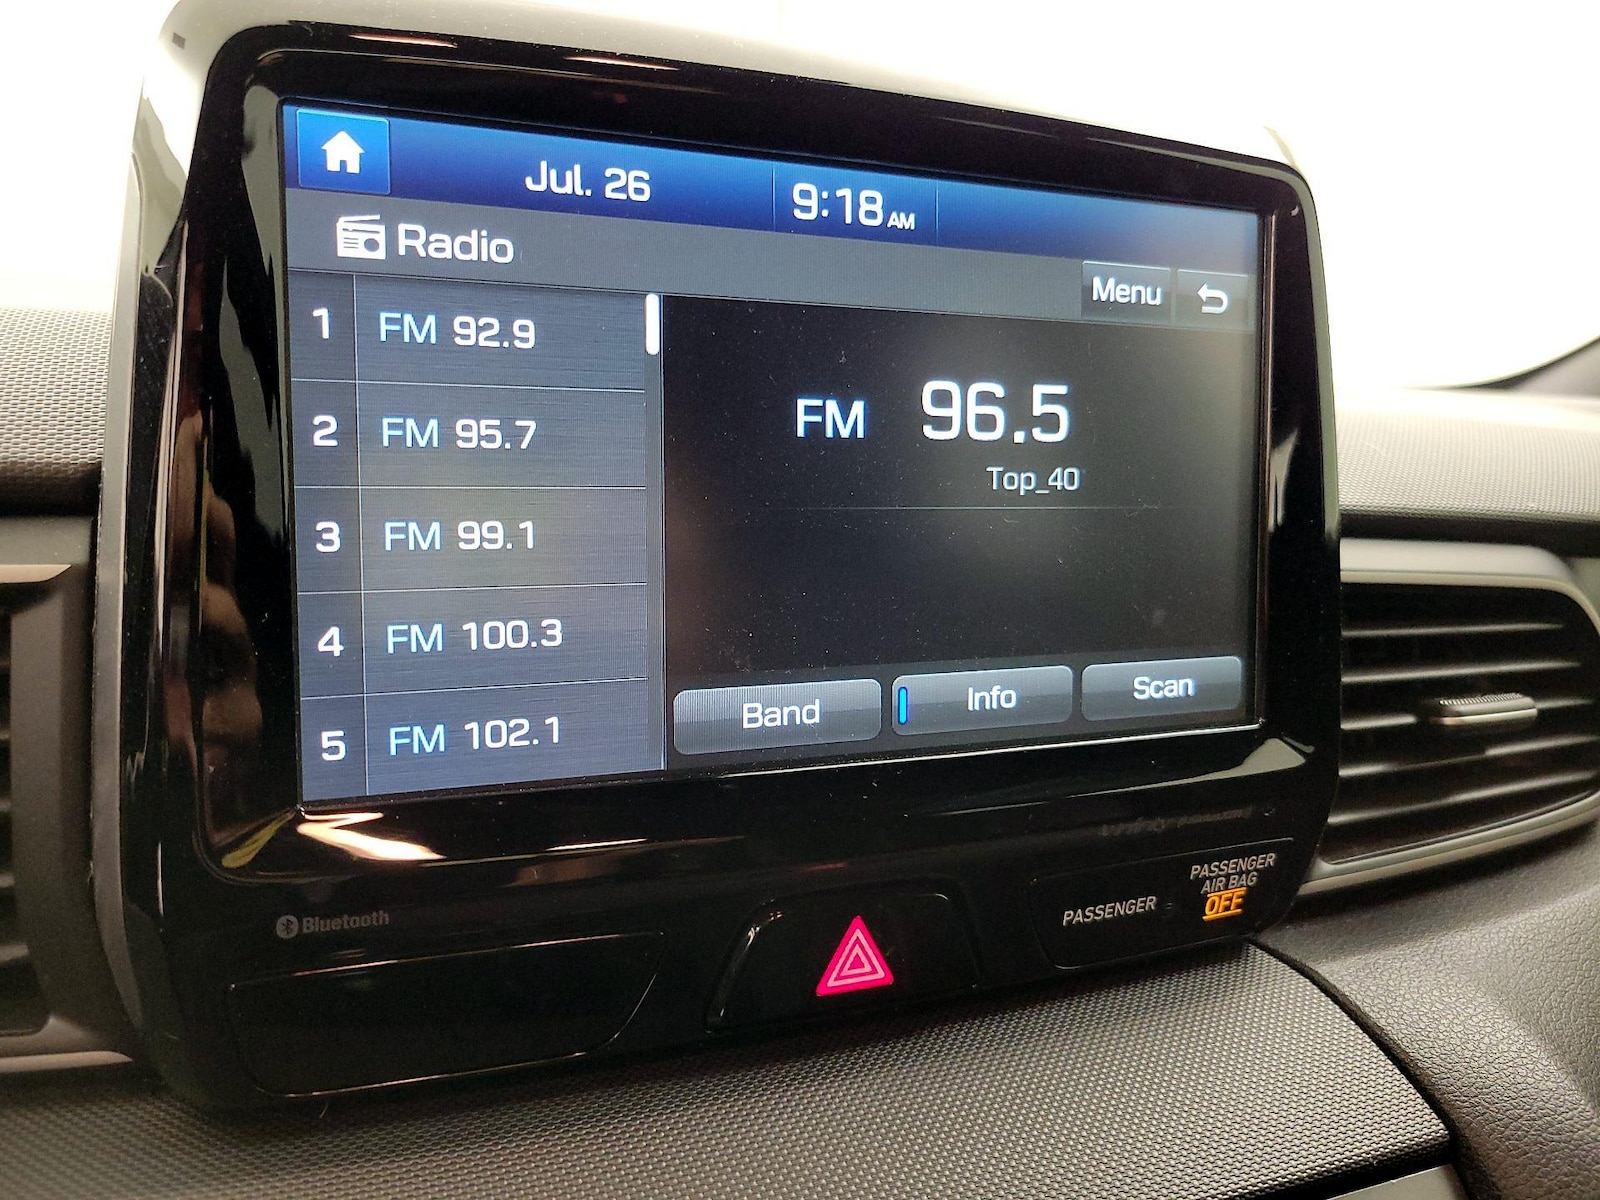 Jul. 26
9:18 AM
Radio
Menu
1 FM 92.9
2 FM 95.7
3 FM 99.1
4 FM 100.3
5 FM 102.1
FM 96.5
Top_40
Band
Info
Scan
Bluetooth
PASSENGER
PASSENGER
AIR BAG
OFF